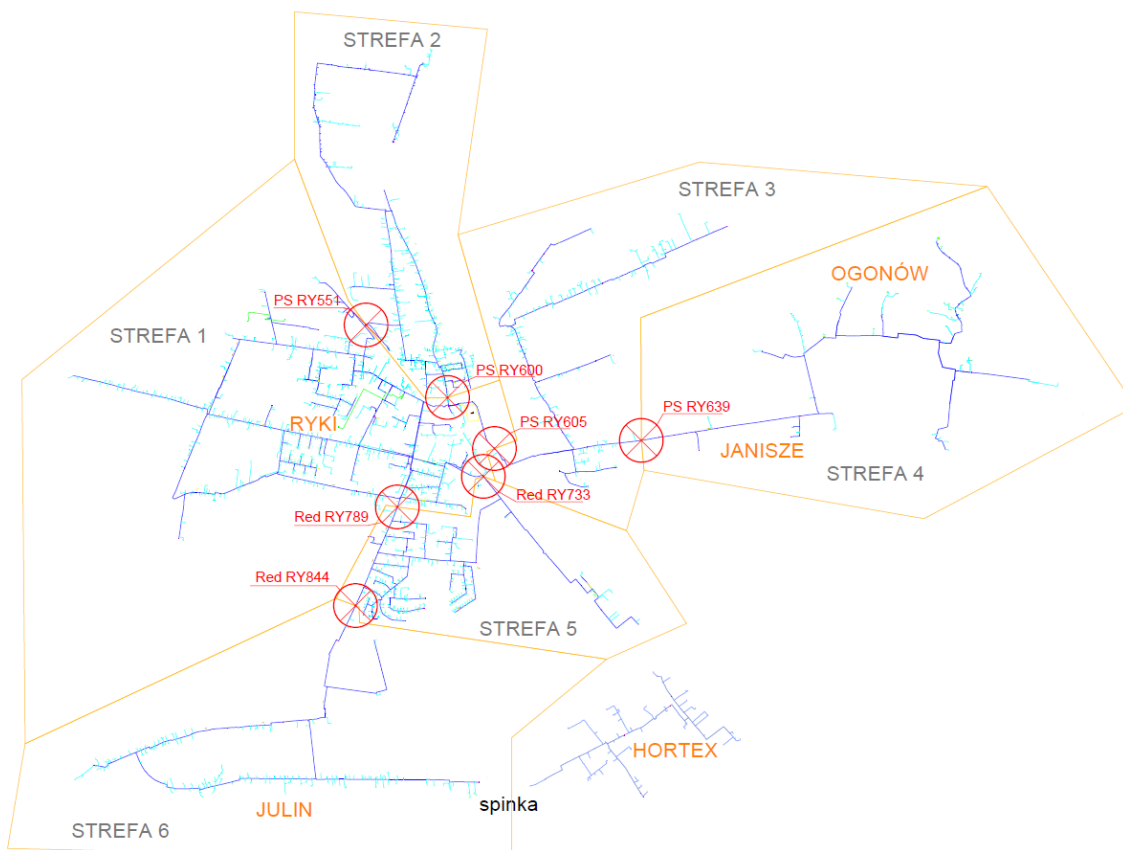 STREFA 2
STREFA 3
OGONÓW
PS RY551
STREFA 1
PS RY600
RYKI
PS RY605
PS RY639
JANISZE
STREFA 4
Red RY733
Red RY789
Red RY844
STREFA 5
HORTEX
spinka
JULIN
STREFA 6